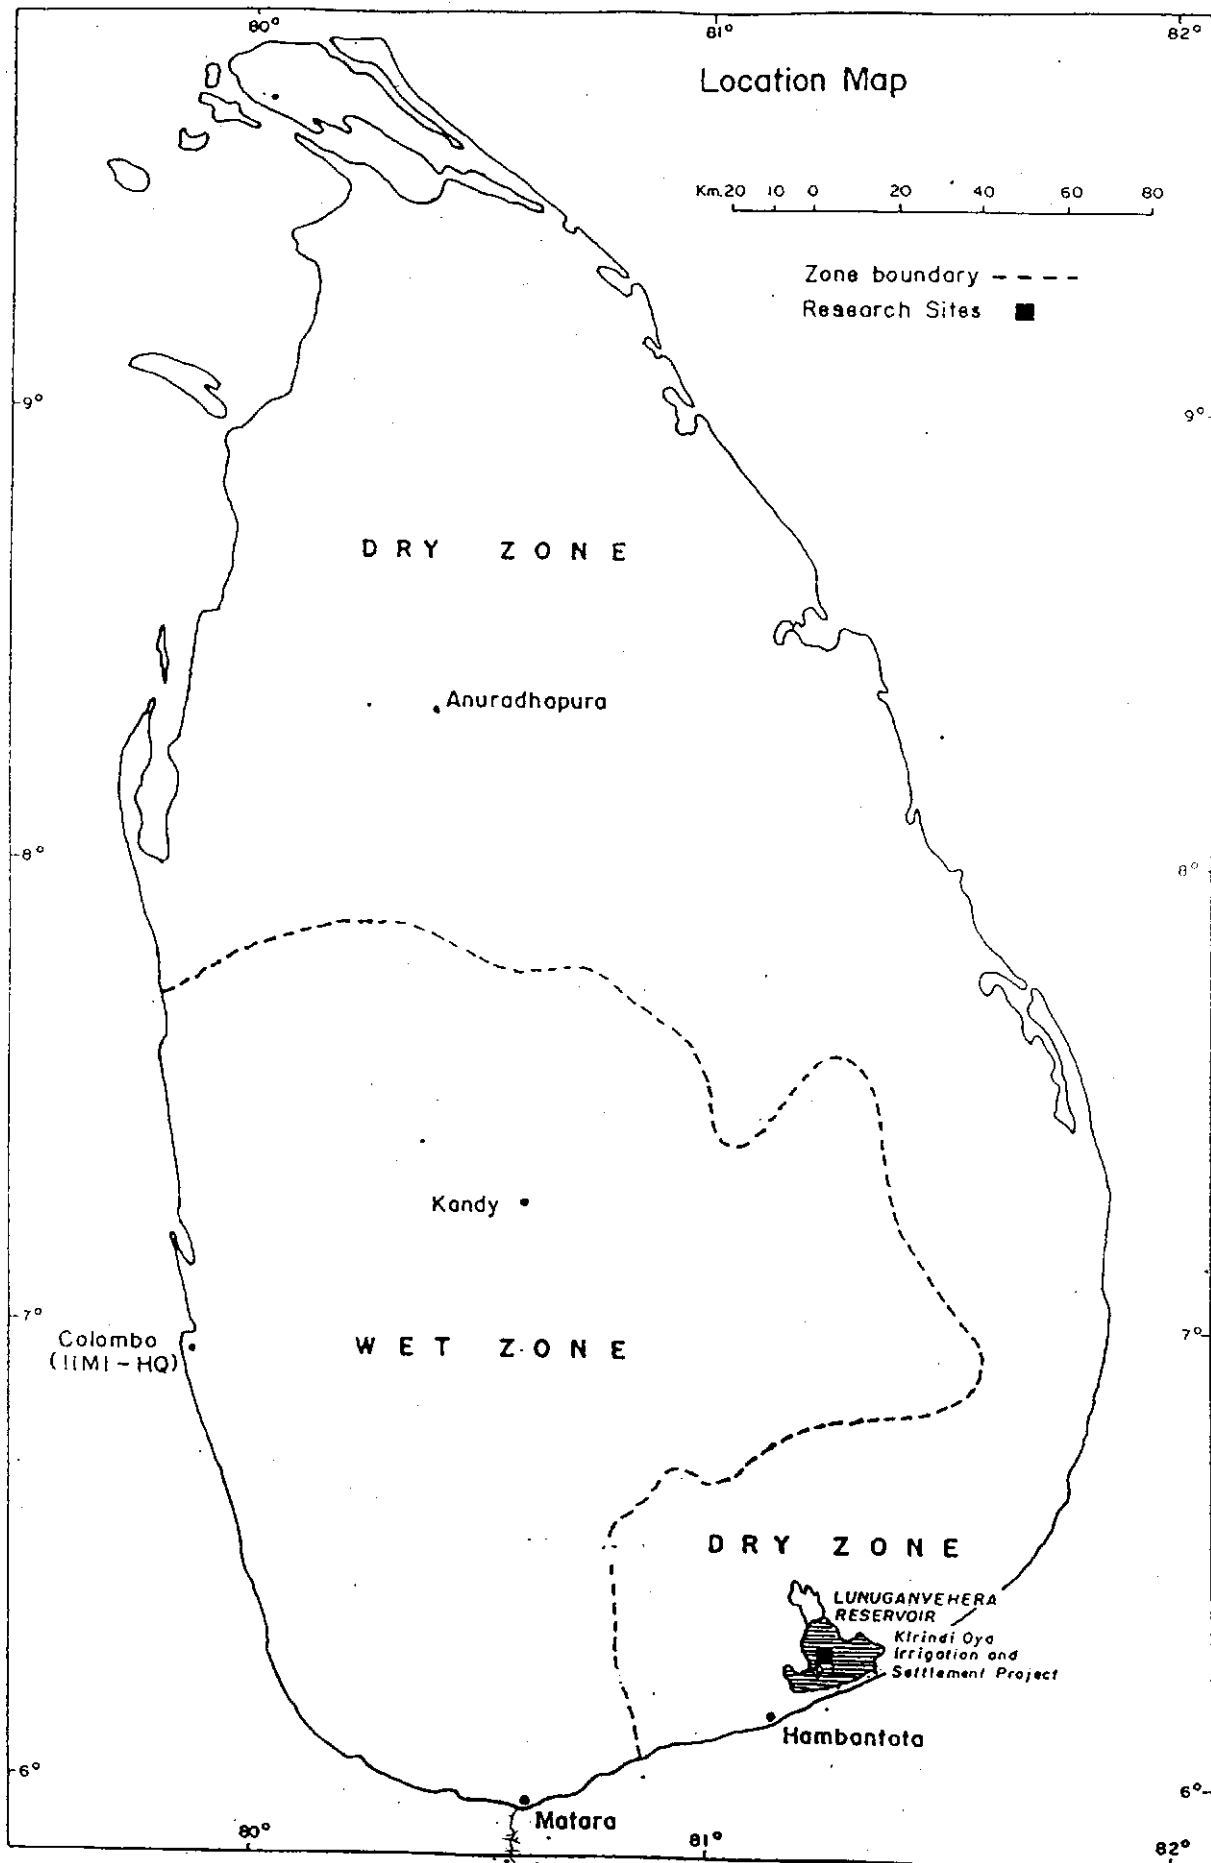 80°
81°
82°
Location Map
Km.20 10 0 20 40 60 80
Zone boundary
Research Sites
9°
9°
DRY ZONE
Anuradhapura
8°
8°
Kandy
7°
7°
Colombo
(IIMI-HQ)
WET ZONE
DRY ZONE
LUNUGANVEHERA
RESERVOIR
Kirindi Oya
Irrigation and
Settlement Project
Hambantota
6°
6°
Matara
80°
81°
82°